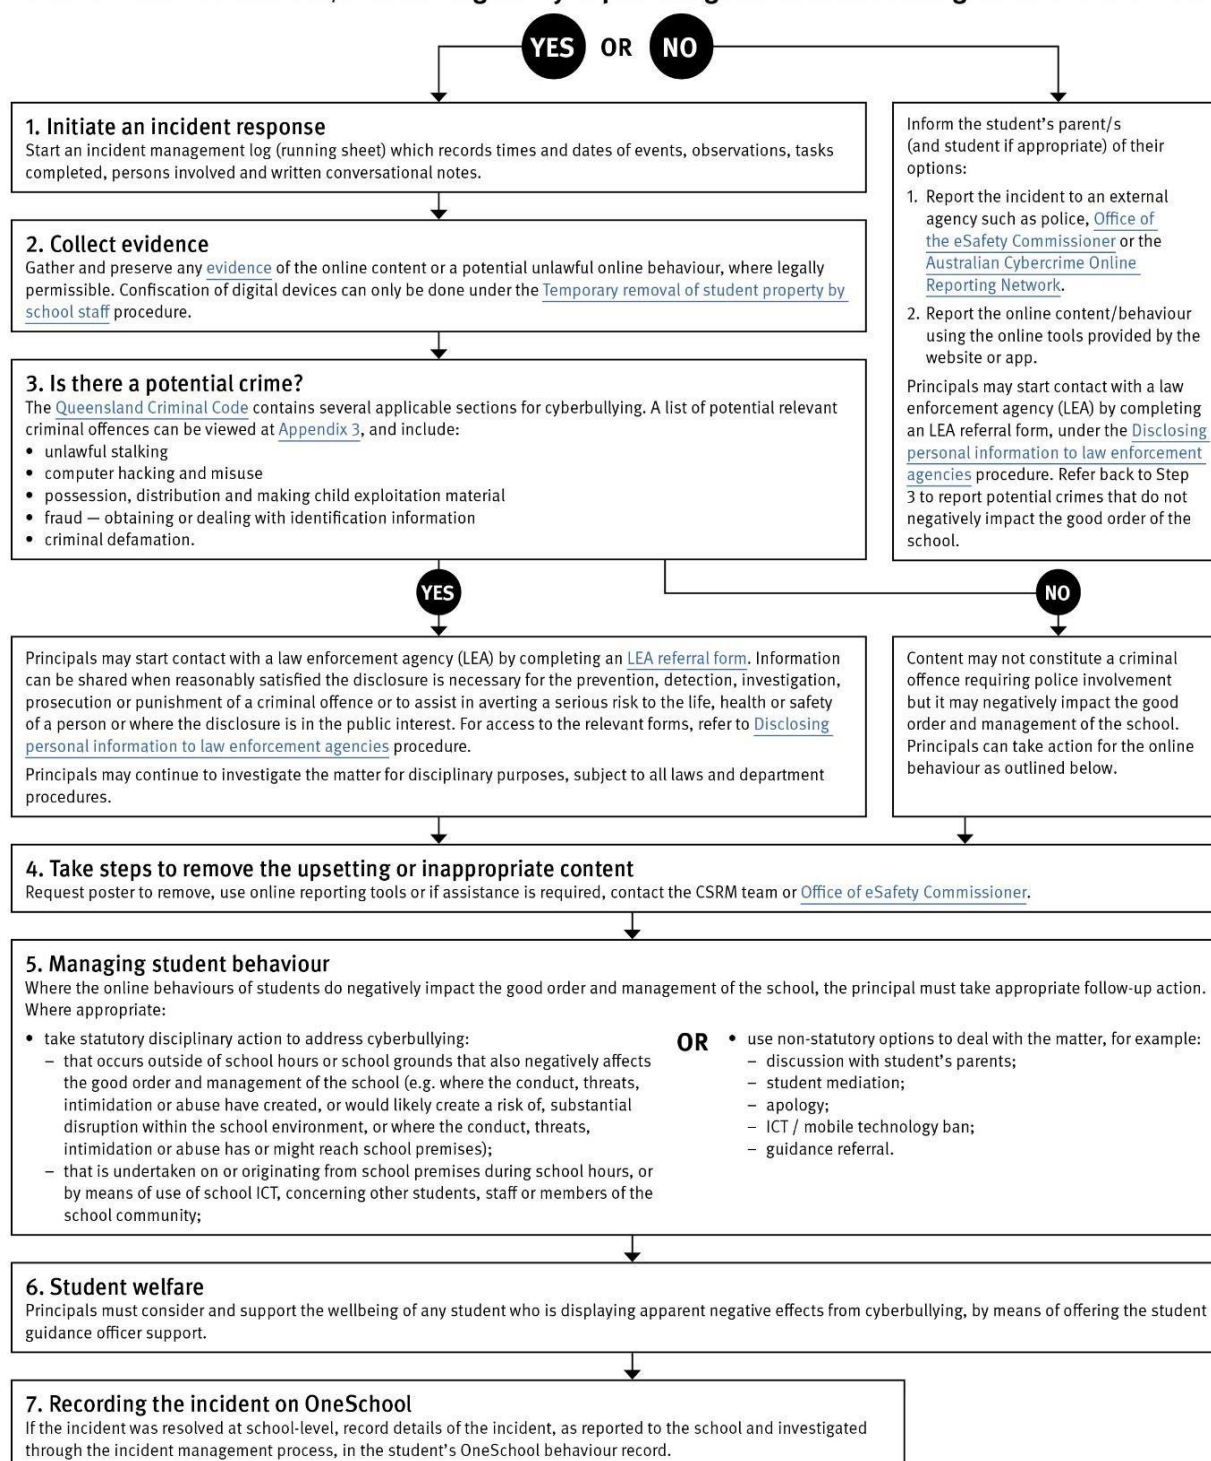 YES OR NO
1. Initiate an incident response
Start an incident management log (running sheet) which records times and dates of events, observations, tasks
completed, persons involved and written conversational notes.
2. Collect evidence
Gather and preserve any evidence of the online content or a potential unlawful online behaviour, where legally
permissible. Confiscation of digital devices can only be done under the Temporary removal of student property by
school staff procedure.
3. Is there a potential crime?
The Queensland Criminal Code contains several applicable sections for cyberbullying. A list of potential relevant
criminal offences can be viewed at Appendix 3, and include:
• unlawful stalking
• computer hacking and misuse
• possession, distribution and making child exploitation material
• fraud — obtaining or dealing with identification information
• criminal defamation.
Inform the student's parent/s
(and student if appropriate) of their
options:
1. Report the incident to an external
agency such as police, Office of
the eSafety Commissioner or the
Australian Cybercrime Online
Reporting Network.
2. Report the online content/behaviour
using the online tools provided by the
website or app.
Principals may start contact with a law
enforcement agency (LEA) by completing
an LEA referral form, under the Disclosing
personal information to law enforcement
agencies procedure. Refer back to Step
3 to report potential crimes that do not
negatively impact the good order of the
school.
YES
NO
Principals may start contact with a law enforcement agency (LEA) by completing an LEA referral form. Information
can be shared when reasonably satisfied the disclosure is necessary for the prevention, detection, investigation,
prosecution or punishment of a criminal offence or to assist in averting a serious risk to the life, health or safety
of a person or where the disclosure is in the public interest. For access to the relevant forms, refer to Disclosing
personal information to law enforcement agencies procedure.
Principals may continue to investigate the matter for disciplinary purposes, subject to all laws and department
procedures.
Content may not constitute a criminal
offence requiring police involvement
but it may negatively impact the good
order and management of the school.
Principals can take action for the online
behaviour as outlined below.
4. Take steps to remove the upsetting or inappropriate content
Request poster to remove, use online reporting tools or if assistance is required, contact the CSRM team or Office of eSafety Commissioner.
5. Managing student behaviour
Where the online behaviours of students do negatively impact the good order and management of the school, the principal must take appropriate follow-up action.
Where appropriate:
• take statutory disciplinary action to address cyberbullying:
– that occurs outside of school hours or school grounds that also negatively affects
the good order and management of the school (e.g. where the conduct, threats,
intimidation or abuse have created, or would likely create a risk of, substantial
disruption within the school environment, or where the conduct, threats,
intimidation or abuse has or might reach school premises);
– that is undertaken on or originating from school premises during school hours, or
by means of use of school ICT, concerning other students, staff or members of the
school community;
OR
• use non-statutory options to deal with the matter, for example:
– discussion with student's parents;
– student mediation;
– apology;
– ICT / mobile technology ban;
– guidance referral.
6. Student welfare
Principals must consider and support the wellbeing of any student who is displaying apparent negative effects from cyberbullying, by means of offering the student
guidance officer support.
7. Recording the incident on OneSchool
If the incident was resolved at school-level, record details of the incident, as reported to the school and investigated
through the incident management process, in the student's OneSchool behaviour record.